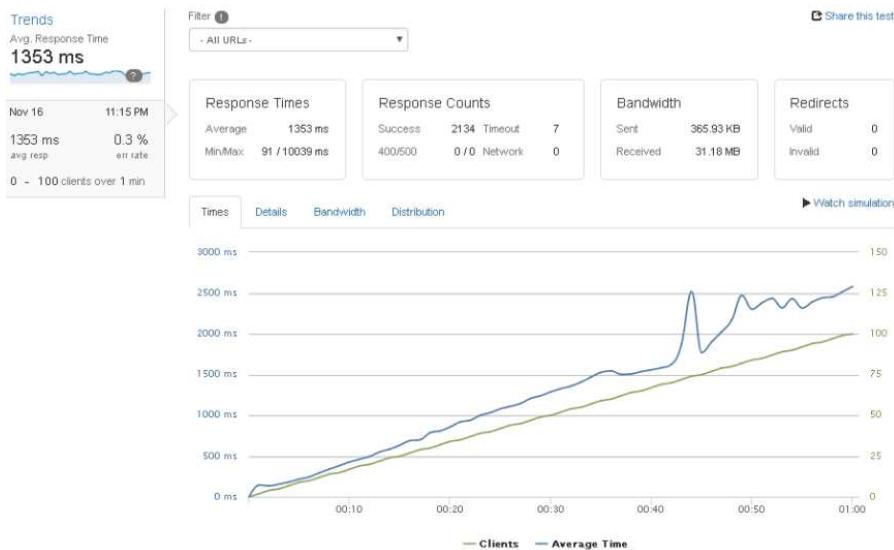 Trends
Avg. Response Time
1353 ms
?
Nov 16 11:15 PM
1353 ms 0.3 %
avg resp err rate
0 - 100 clients over 1 min
Filter !
- All URLs -
Share this test
Response Times
Average 1353 ms
Min/Max 91 / 10039 ms
Response Counts
Success 2134 Timeout 7
400/500 0 / 0 Network 0
Bandwidth
Sent 365.93 KB
Received 31.18 MB
Redirects
Valid 0
Invalid 0
Times Details Bandwidth Distribution
Watch simulation
3000 ms 150
2500 ms 125
2000 ms 100
1500 ms 75
1000 ms 50
500 ms 25
0 ms 0
00:10 00:20 00:30 00:40 00:50 01:00
Clients Average Time